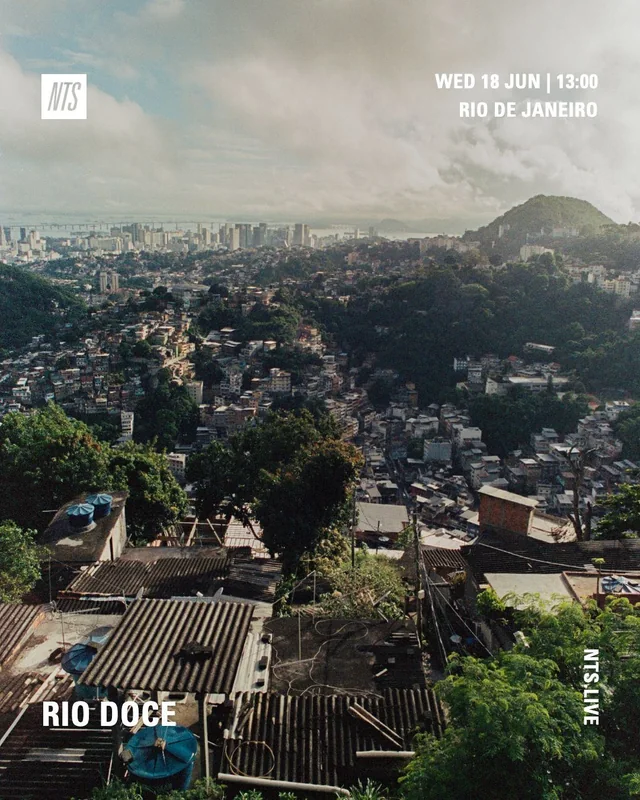 NTS
WED 18 JUN | 13:00
RIO DE JANEIRO
RIO DOCE
NTS.LIVE